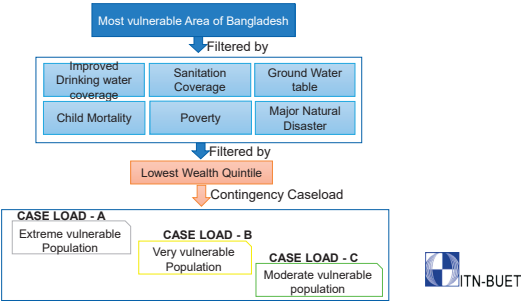 Most vulnerable Area of Bangladesh
Filtered by
Improved
Drinking water
coverage
Sanitation
Coverage
Ground Water
table
Child Mortality
Poverty
Major Natural
Disaster
Filtered by
Lowest Wealth Quintile
Contingency Caseload
CASE LOAD - A
Extreme vulnerable
Population
CASE LOAD - B
Very vulnerable
Population
CASE LOAD - C
Moderate vulnerable
population
ITN-BUET